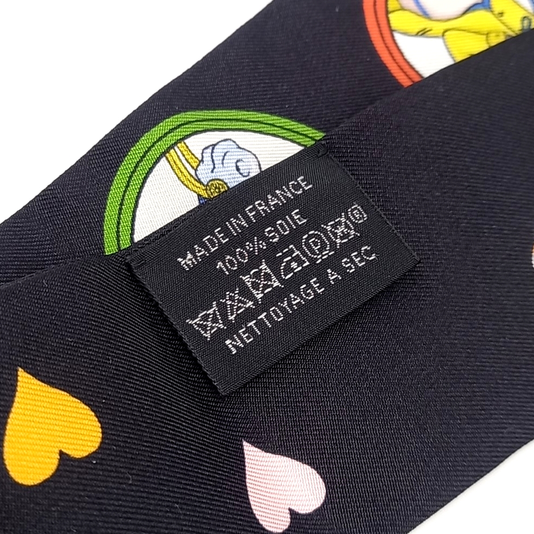 MADE IN FRANCE
100% SOIE
NETTOYAGE A SEC